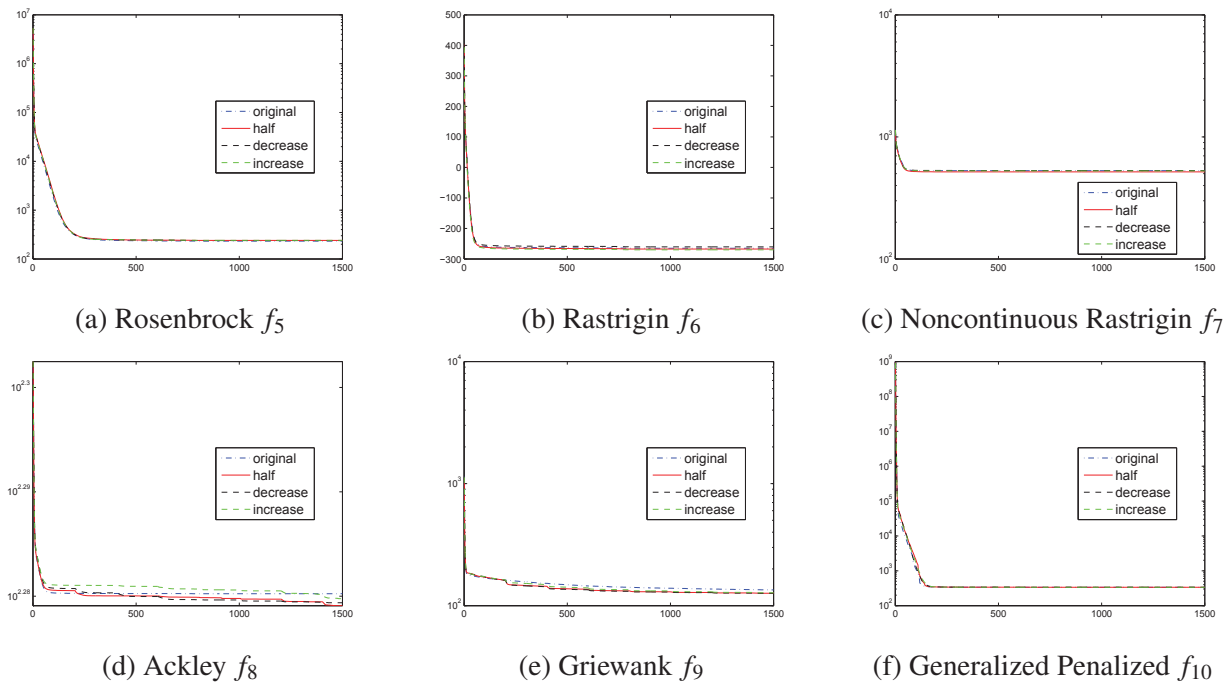 10^7
10^6
10^5
10^4
10^3
10^2
0 500 1000 1500
original
half
decrease
increase
(a) Rosenbrock f_5
500
400
300
200
100
0
−100
−200
−300
0 500 1000 1500
original
half
decrease
increase
(b) Rastrigin f_6
10^4
10^3
10^2
0 500 1000 1500
original
half
decrease
increase
(c) Noncontinuous Rastrigin f_7
10^2.3
10^2.29
10^2.28
0 500 1000 1500
original
half
decrease
increase
(d) Ackley f_8
10^4
10^3
10^2
0 500 1000 1500
original
half
decrease
increase
(e) Griewank f_9
10^9
10^8
10^7
10^6
10^5
10^4
10^3
10^2
0 500 1000 1500
original
half
decrease
increase
(f) Generalized Penalized f_10